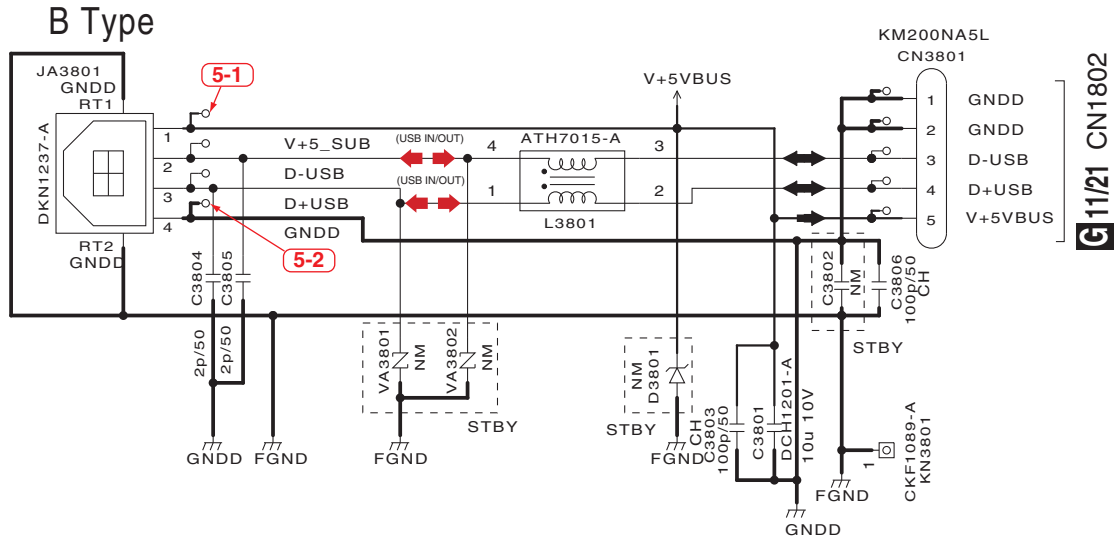 B Type
KM200NA5L
CN3801
JA3801
GNDD
RT1
5-1
V+5VBUS
DKN1237-A
1
V+5_SUB
(USB IN/OUT)
4
ATH7015-A
3
1
GNDD
2
GNDD
2
D-USB
(USB IN/OUT)
1
2
3
D-USB
3
D+USB
L3801
4
D+USB
4
GNDD
5
V+5VBUS
RT2
GNDD
5-2
G 11/21 CN1802
C3804
2p/50
C3805
2p/50
C3802
NM
C3806
100p/50
CH
STBY
VA3801
NM
VA3802
NM
STBY
NM
D3801
STBY
CH
C3803
100p/50
C3801
DCH1201-A
10u 10V
GNDD
FGND
FGND
FGND
GNDD
FGND
1
CKF1089-A
KN3801